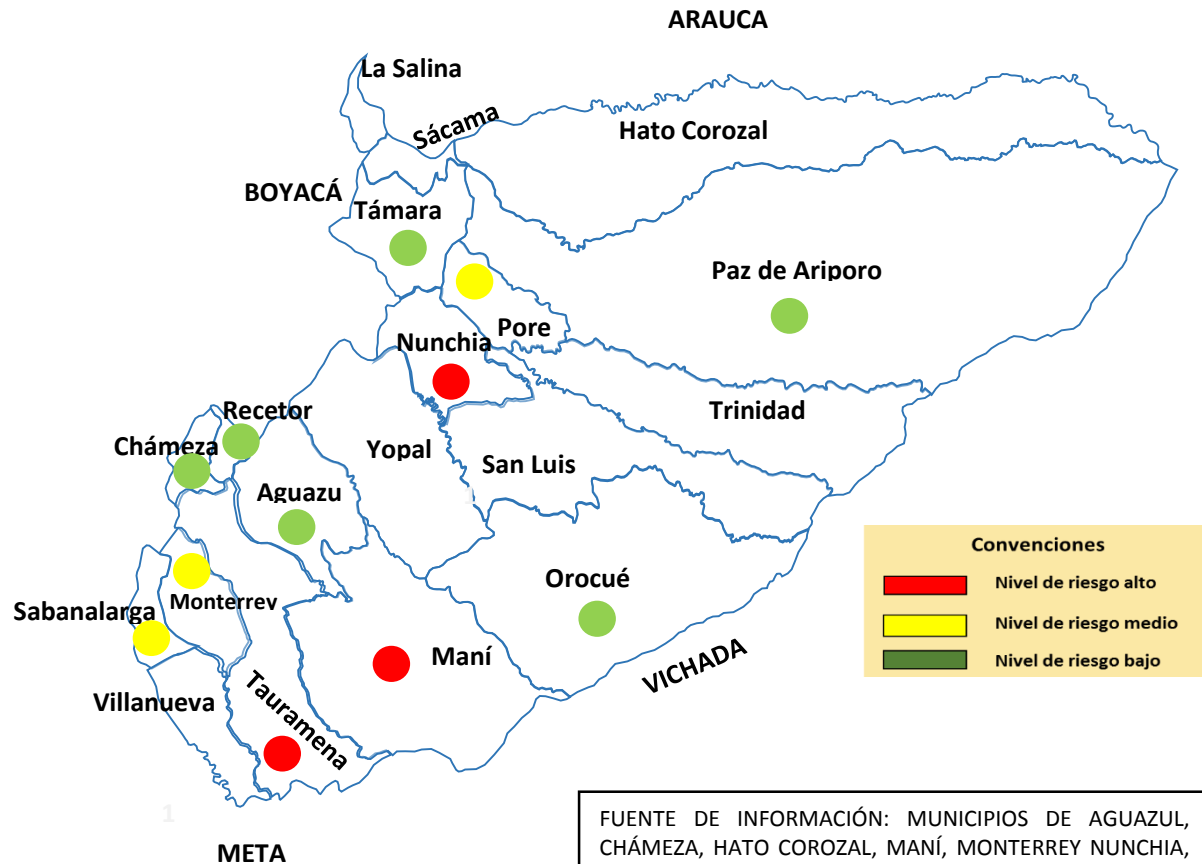 ARAUCA
La Salina
Sácama
Hato Corozal
BOYACÁ
Támara
Paz de Ariporo
Pore
Nunchia
Trinidad
Recetor
Chámeza
Yopal
San Luis
Aguazu
1
Convenciones
Nivel de riesgo alto
Nivel de riesgo medio
Nivel de riesgo bajo
Orocué
Monterrey
Sabanalarga
Maní
VICHADA
Villanueva
Tauramena
1
META
FUENTE DE INFORMACIÓN: MUNICIPIOS DE AGUAZUL,
CHÁMEZA, HATO COROZAL, MANÍ, MONTERREY NUNCHIA,